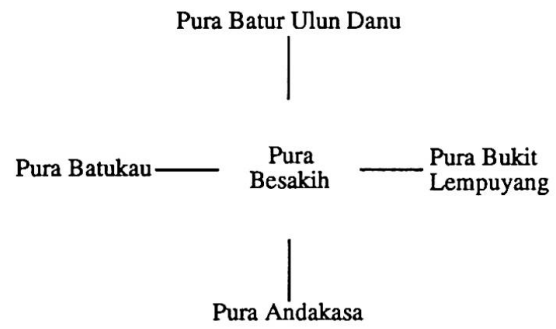 Pura Batur Ulun Danu
Pura Batukau
Pura
Besakih
Pura Bukit
Lempuyang
Pura Andakasa